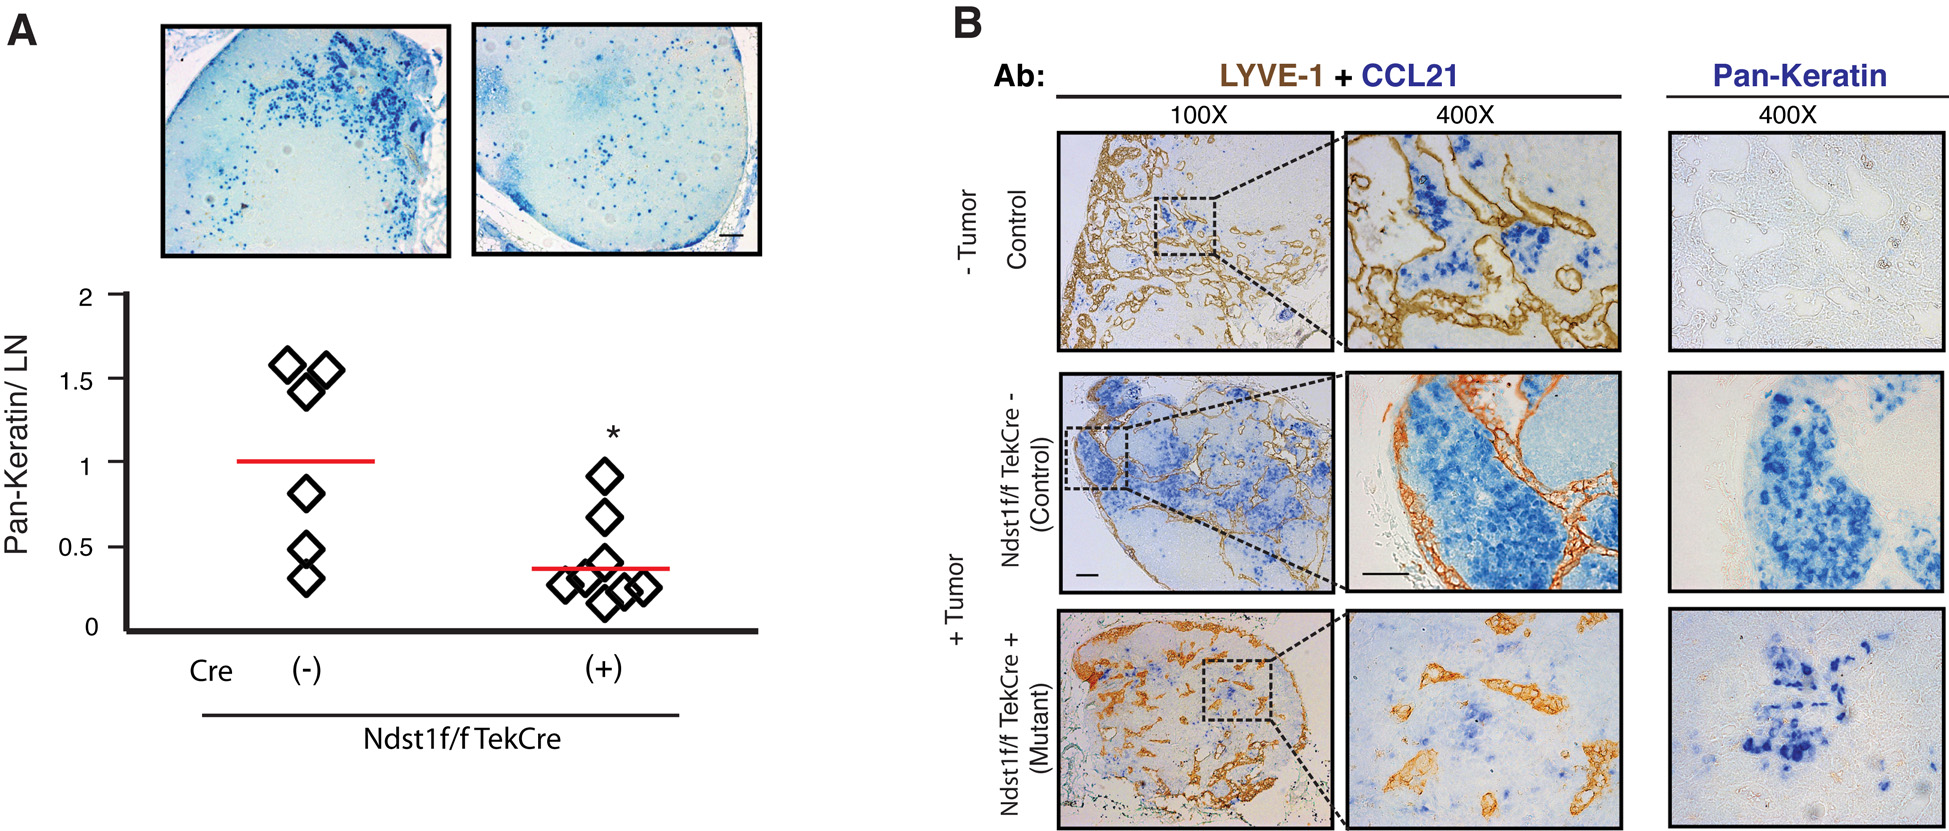 A
2
1.5
1
0.5
0
Pan-Keratin/ LN
*
Cre (-) (+)
Ndst1f/f TekCre
B
Ab: LYVE-1 + CCL21 Pan-Keratin
100X 400X 400X
- Tumor
Control
+ Tumor
Ndst1f/f TekCre -
(Control)
Ndst1f/f TekCre +
(Mutant)